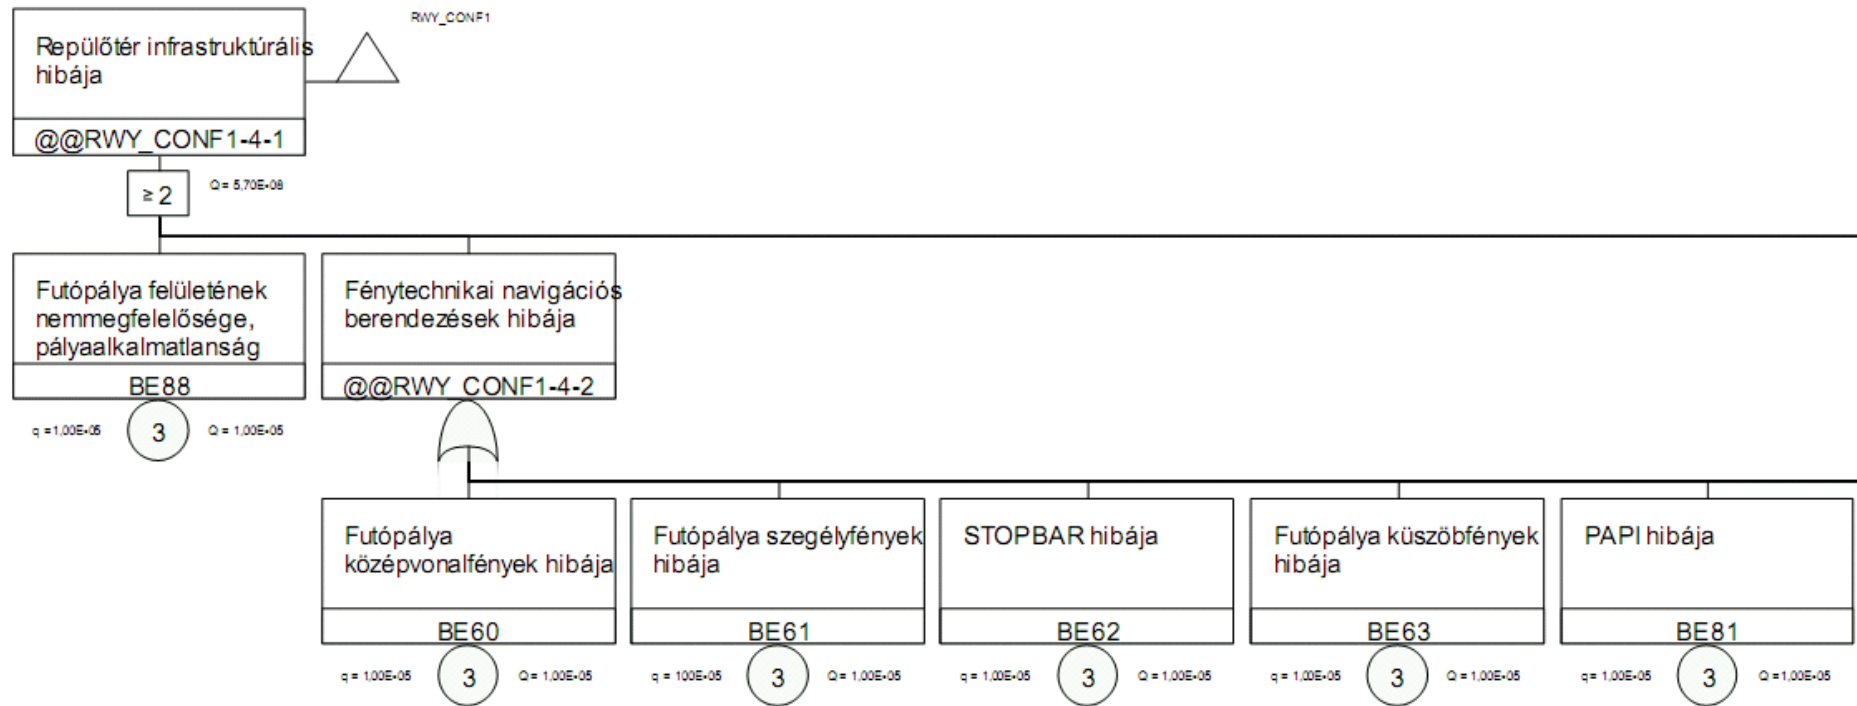 RWY_CONF1
Repülőtér infrastruktúrális
hibája
@@RWY_CONF1-4-1
≥ 2
Q = 5,70E-08
Futópálya felületének
nemmegfelelősége,
pályaalkalmatlanság
BE88
q =1,00E-05
3
Q = 1,00E-05
Fénytechnikai navigációs
berendezések hibája
@@RWY_CONF1-4-2
Futópálya
középvonalfények hibája
BE60
q = 1,00E-05
3
Q = 1,00E-05
Futópálya szegélyfények
hibája
BE61
q = 100E-05
3
Q = 1,00E-05
STOPBAR hibája
BE62
q = 1,00E-05
3
Q = 1,00E-05
Futópálya küszöbfények
hibája
BE63
q = 1,00E-05
3
Q = 1,00E-05
PAPI hibája
BE81
q = 1,00E-05
3
Q =1,00E-05